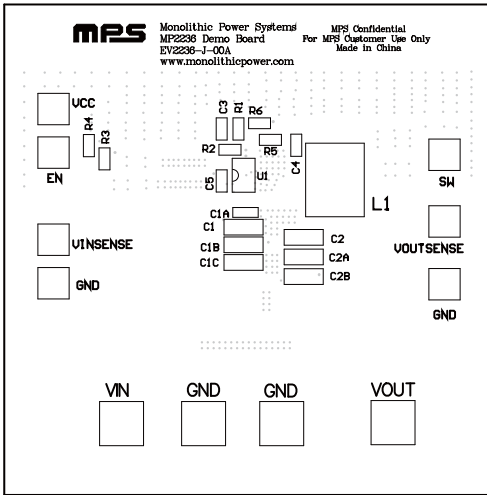 MPS
Monolithic Power Systems
MP2236 Demo Board
EV2236-J-00A
www.monolithicpower.com
MPS Confidential
For MPS Customer Use Only
Made in China
VCC
R4
R3
EN
C3
R1
R6
R2
R5
C4
U1
C5
L1
SW
C1A
C1
C1B
C1C
C2
C2A
C2B
VINSENSE
GND
VOUTSENSE
GND
VIN
GND
GND
VOUT